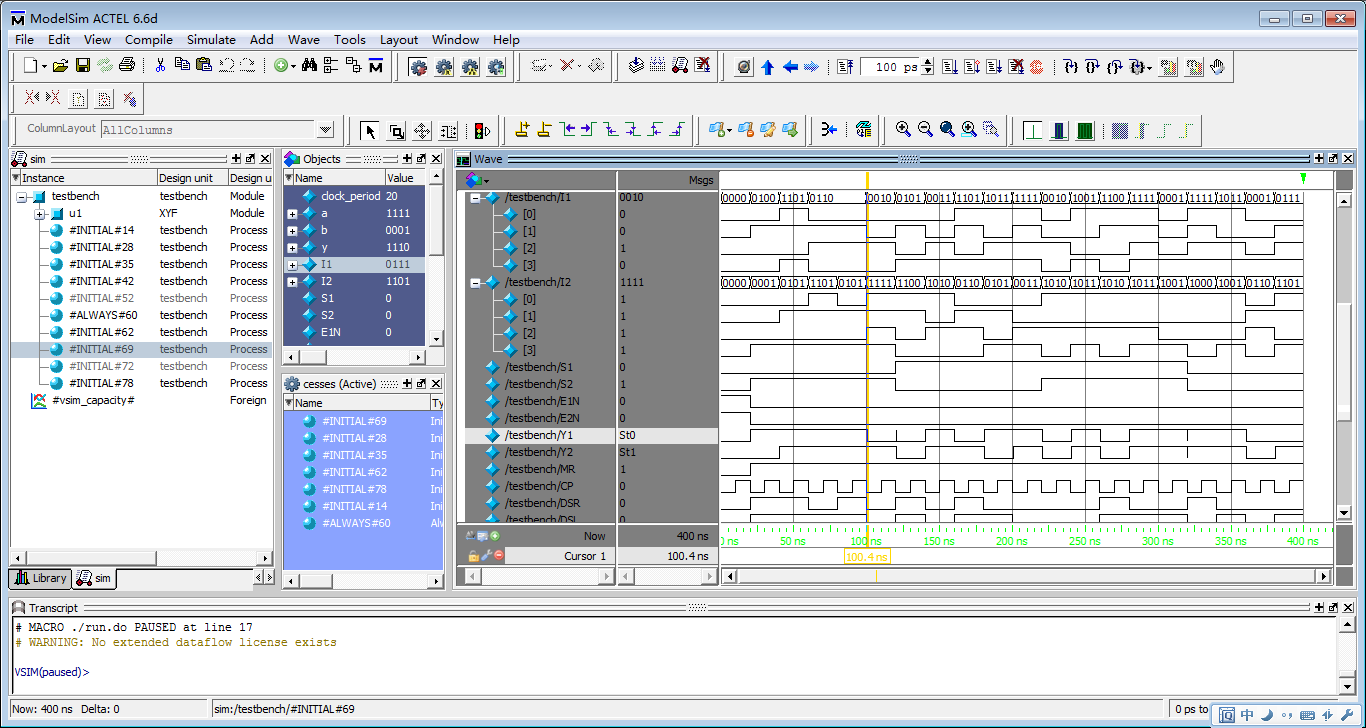 ModelSim ACTEL 6.6d
File Edit View Compile Simulate Add Wave Tools Layout Window Help
100 ps
ColumnLayout AllColumns
sim
Instance Design unit Design u
testbench testbench Module
u1 XYF Module
#INITIAL#14 testbench Process
#INITIAL#28 testbench Process
#INITIAL#35 testbench Process
#INITIAL#42 testbench Process
#INITIAL#52 testbench Process
#ALWAYS#60 testbench Process
#INITIAL#62 testbench Process
#INITIAL#69 testbench Process
#INITIAL#72 testbench Process
#INITIAL#78 testbench Process
#vsim_capacity# Foreign
Library sim
Objects
Name Value
clock_period 20
a 1111
b 0001
y 1110
I1 0111
I2 1101
S1 0
S2 0
E1N 0
cesses (Active)
Name Ty
#INITIAL#69 Ini
#INITIAL#28 Ini
#INITIAL#35 Ini
#INITIAL#62 Ini
#INITIAL#78 Ini
#INITIAL#14 Ini
#ALWAYS#60 Alv
Wave
Msgs
/testbench/I1 0010 0000 0100 1101 0110 0010 0101 0011 1101 1111 1001 1010 1001 1100 1111 1011 1011 0001 0111
[0] 0
[1] 0
[2] 1
[3] 0
/testbench/I2 1111 0000 0001 0101 1101 0101 1111 1100 1010 0110 0101 0001 1101 1010 1011 1011 1000 1001 0110 1101
[0] 1
[1] 1
[2] 1
[3] 1
/testbench/S1 0
/testbench/S2 1
/testbench/E1N 0
/testbench/E2N 0
/testbench/Y1 St0
/testbench/Y2 St1
/testbench/MR 1
/testbench/CP 0
/testbench/DSR 0
/testbench/DSL 0
Now 400 ns ns 50 ns 100 ns 150 ns 200 ns 250 ns 300 ns 350 ns 400 ns
Cursor 1 100.4 ns 100.4 ns
Transcript
# MACRO ./run.do PAUSED at line 17
# WARNING: No extended dataflow license exists
VSIM(paused)>
Now: 400 ns Delta: 0 sim:/testbench/#INITIAL#69 0 ps to
中